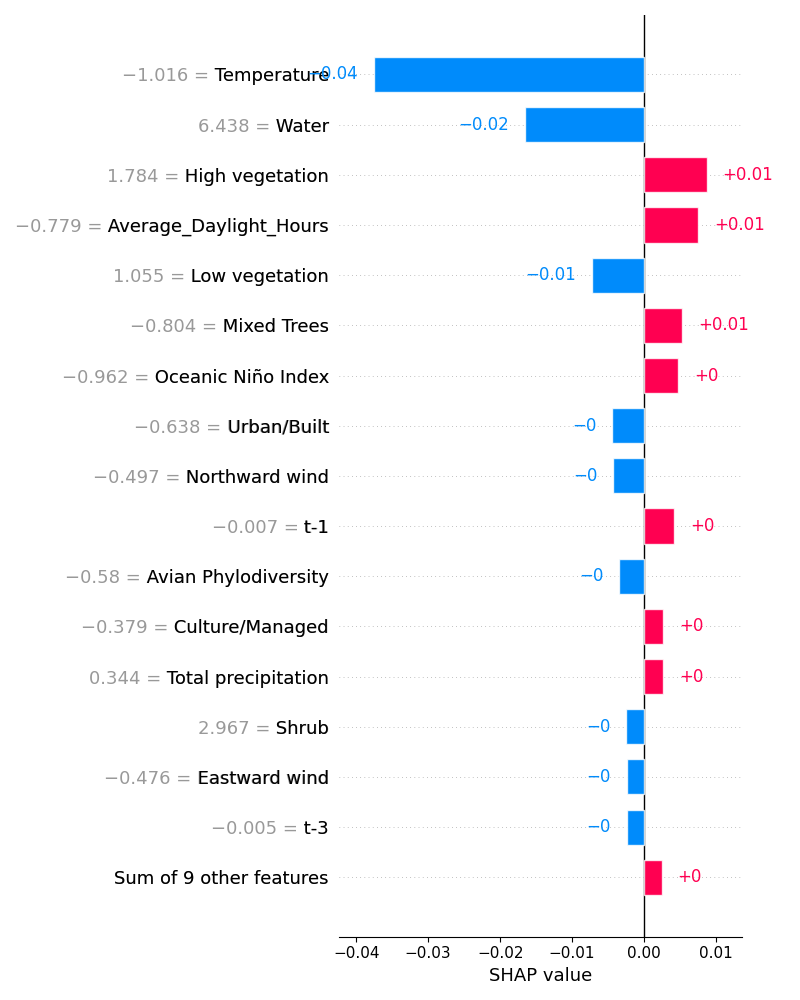 −1.016 = Temperature −0.04
6.438 = Water −0.02
1.784 = High vegetation +0.01
−0.779 = Average_Daylight_Hours +0.01
1.055 = Low vegetation −0.01
−0.804 = Mixed Trees +0.01
−0.962 = Oceanic Niño Index +0
−0.638 = Urban/Built −0
−0.497 = Northward wind −0
−0.007 = t-1 +0
−0.58 = Avian Phylodiversity −0
−0.379 = Culture/Managed +0
0.344 = Total precipitation +0
2.967 = Shrub −0
−0.476 = Eastward wind −0
−0.005 = t-3 −0
Sum of 9 other features +0
−0.04 −0.03 −0.02 −0.01 0.00 0.01
SHAP value